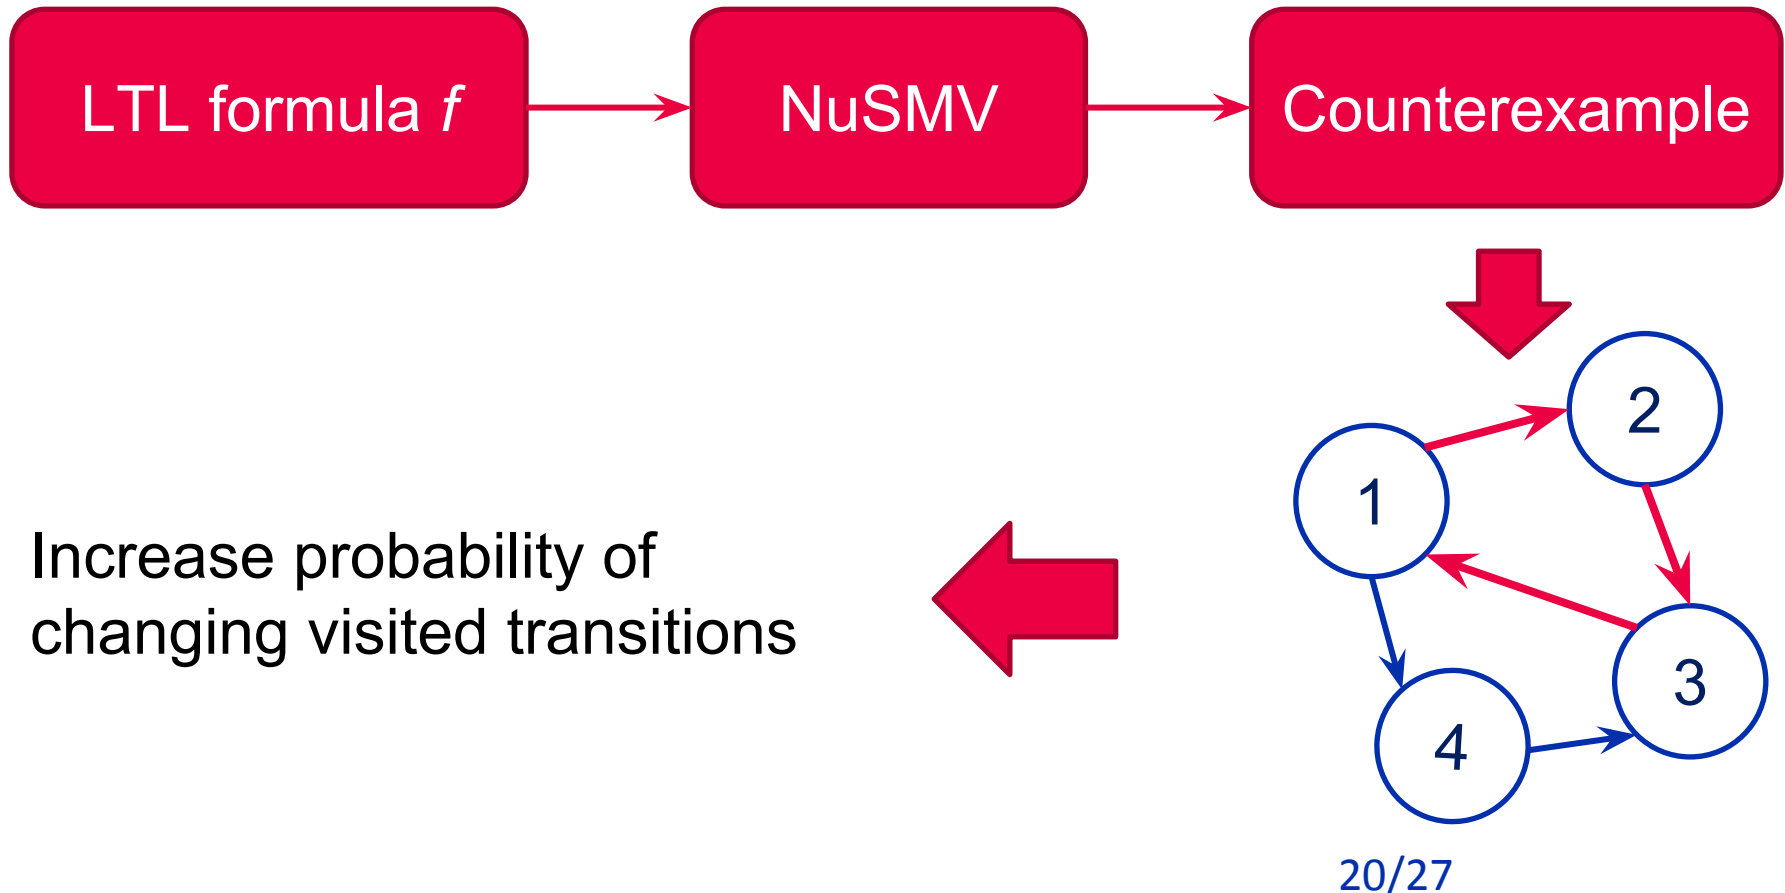 LTL formula f
NuSMV
Counterexample
2
1
Increase probability of
changing visited transitions
3
4
20/27